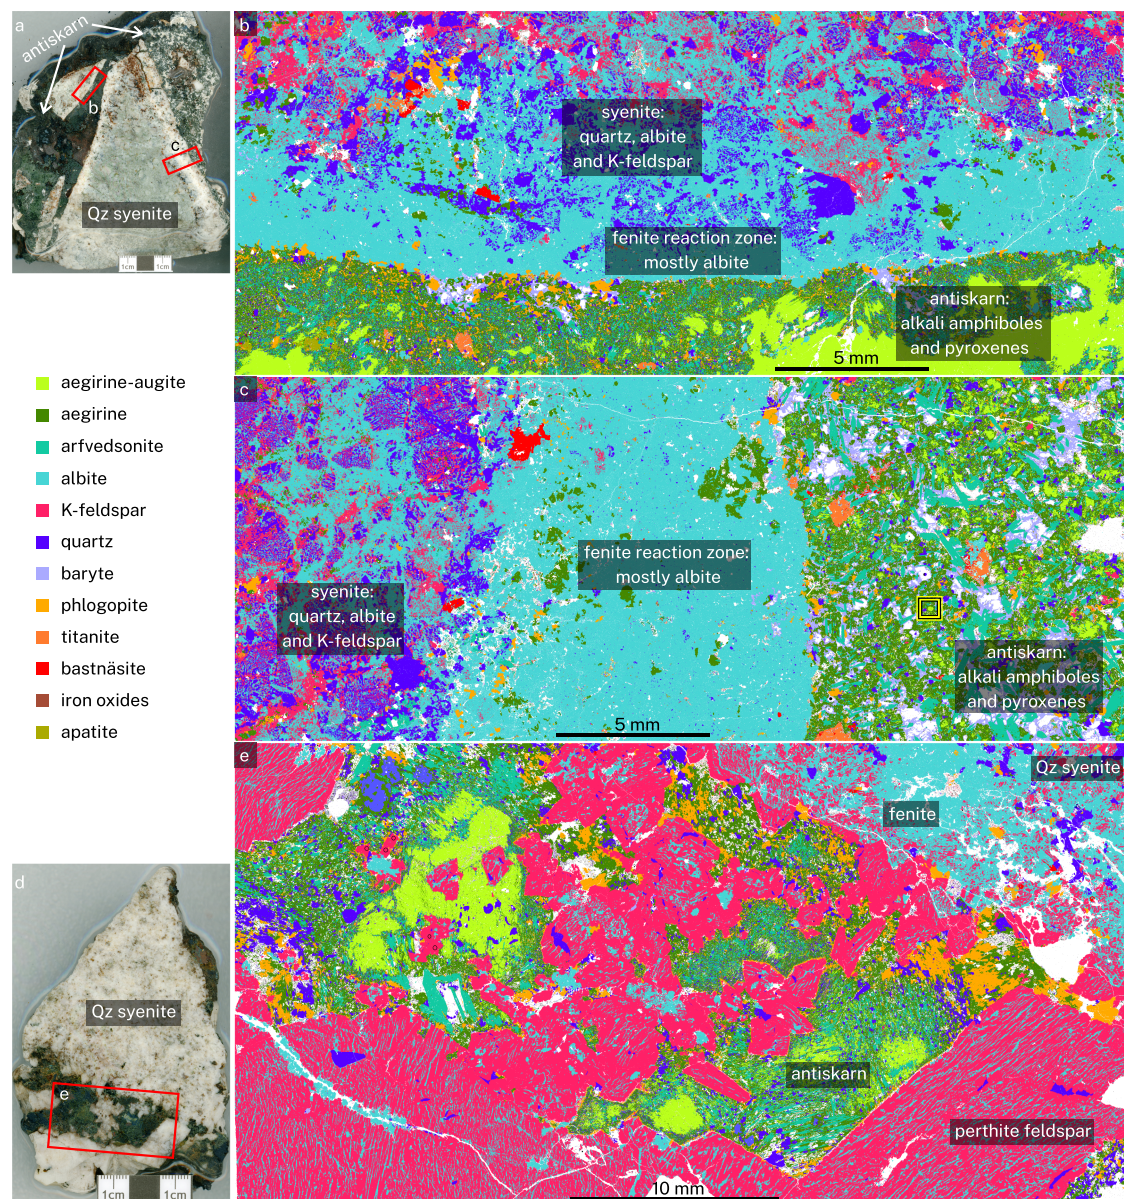 a
antiskarn
b
c
Qz syenite
1cm
1cm
b
syenite:
quartz, albite
and K-feldspar
fenite reaction zone:
mostly albite
antiskarn:
alkali amphiboles
and pyroxenes
5 mm
aegirine-augite
aegirine
arfvedsonite
albite
K-feldspar
quartz
baryte
phlogopite
titanite
bastnäsite
iron oxides
apatite
c
fenite reaction zone:
mostly albite
syenite:
quartz, albite
and K-feldspar
antiskarn:
alkali amphiboles
and pyroxenes
5 mm
d
Qz syenite
e
1cm
1cm
e
Qz syenite
fenite
antiskarn
perthite feldspar
10 mm